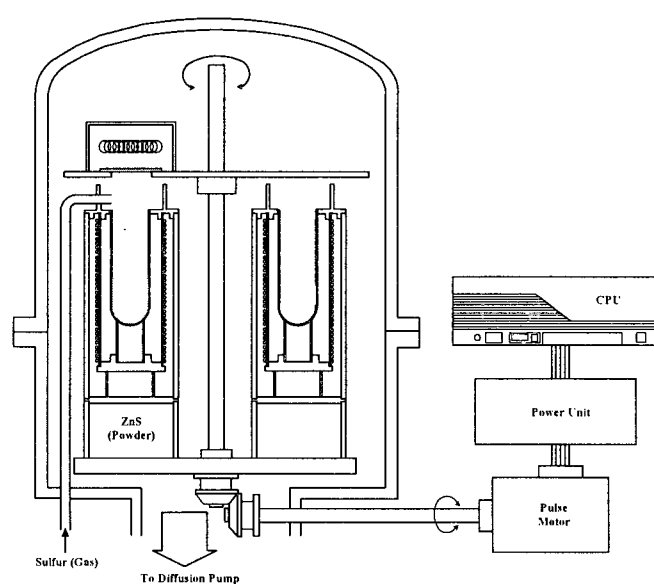 CPU
ZnS
(Powder)
Power Unit
Pulse
Motor
Sulfur (Gas)
To Diffusion Pump